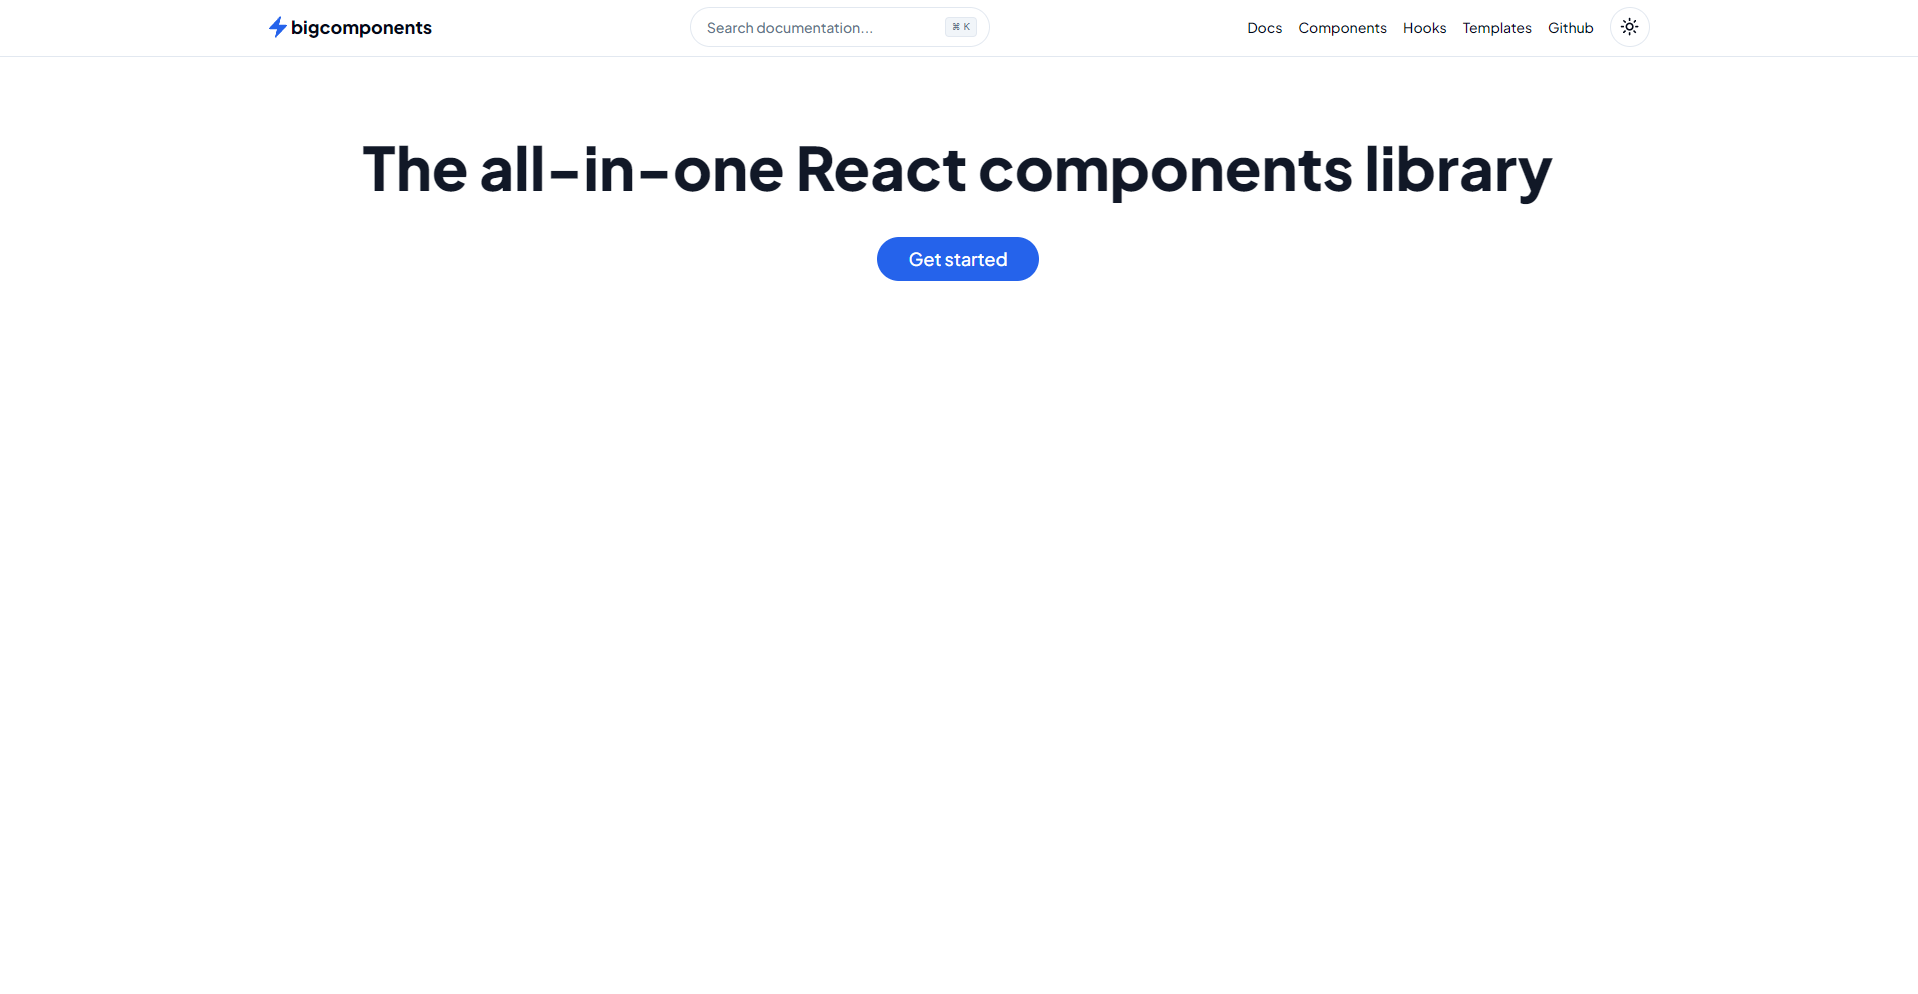 bigcomponents
Search documentation...
⌘ K
Docs
Components
Hooks
Templates
Github
The all-in-one React components library
Get started